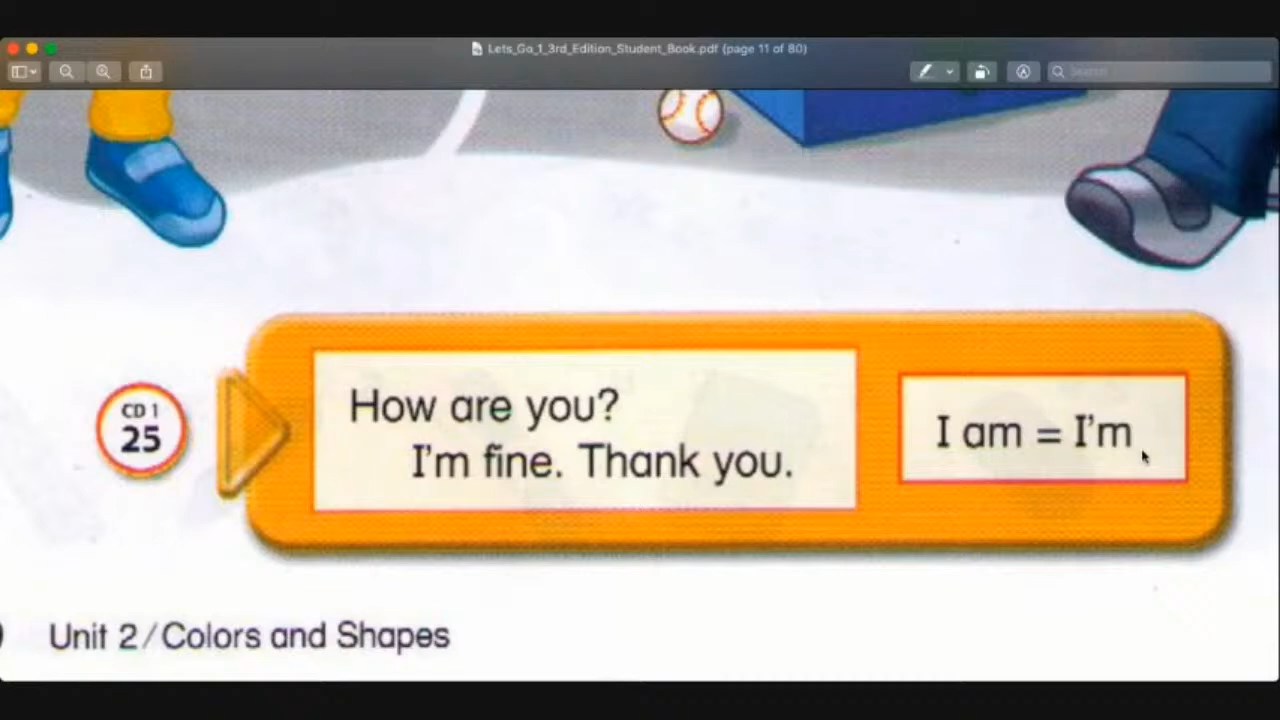 Lets_Go_1_3rd_Edition_Student_Book.pdf (page 11 of 80)
Search
CD 1
25
How are you?
I'm fine. Thank you.
I am = I'm
Unit 2/Colors and Shapes